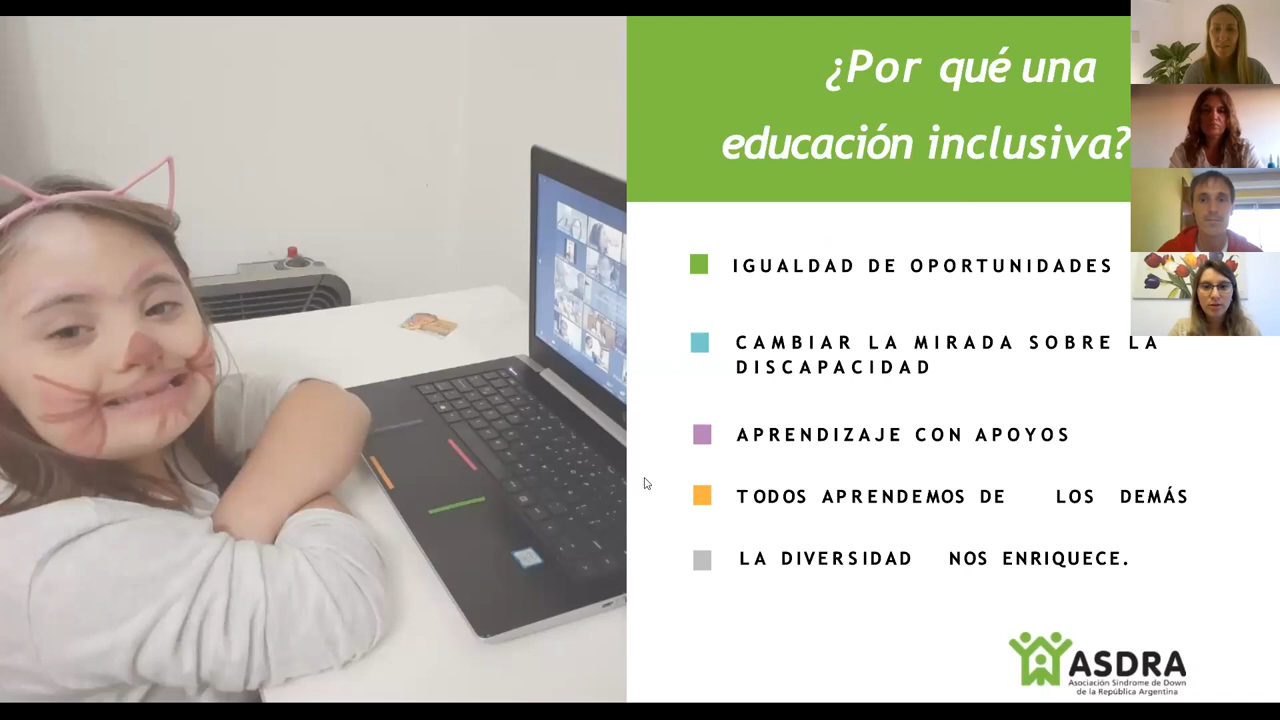 ¿Por qué una
educación inclusiva?
IGUALDAD DE OPORTUNIDADES
CAMBIAR LA MIRADA SOBRE LA
DISCAPACIDAD
APRENDIZAJE CON APOYOS
TODOS APRENDEMOS DE LOS DEMÁS
LA DIVERSIDAD NOS ENRIQUECE.
ASDRA
Asociación Síndrome de Down
de la República Argentina